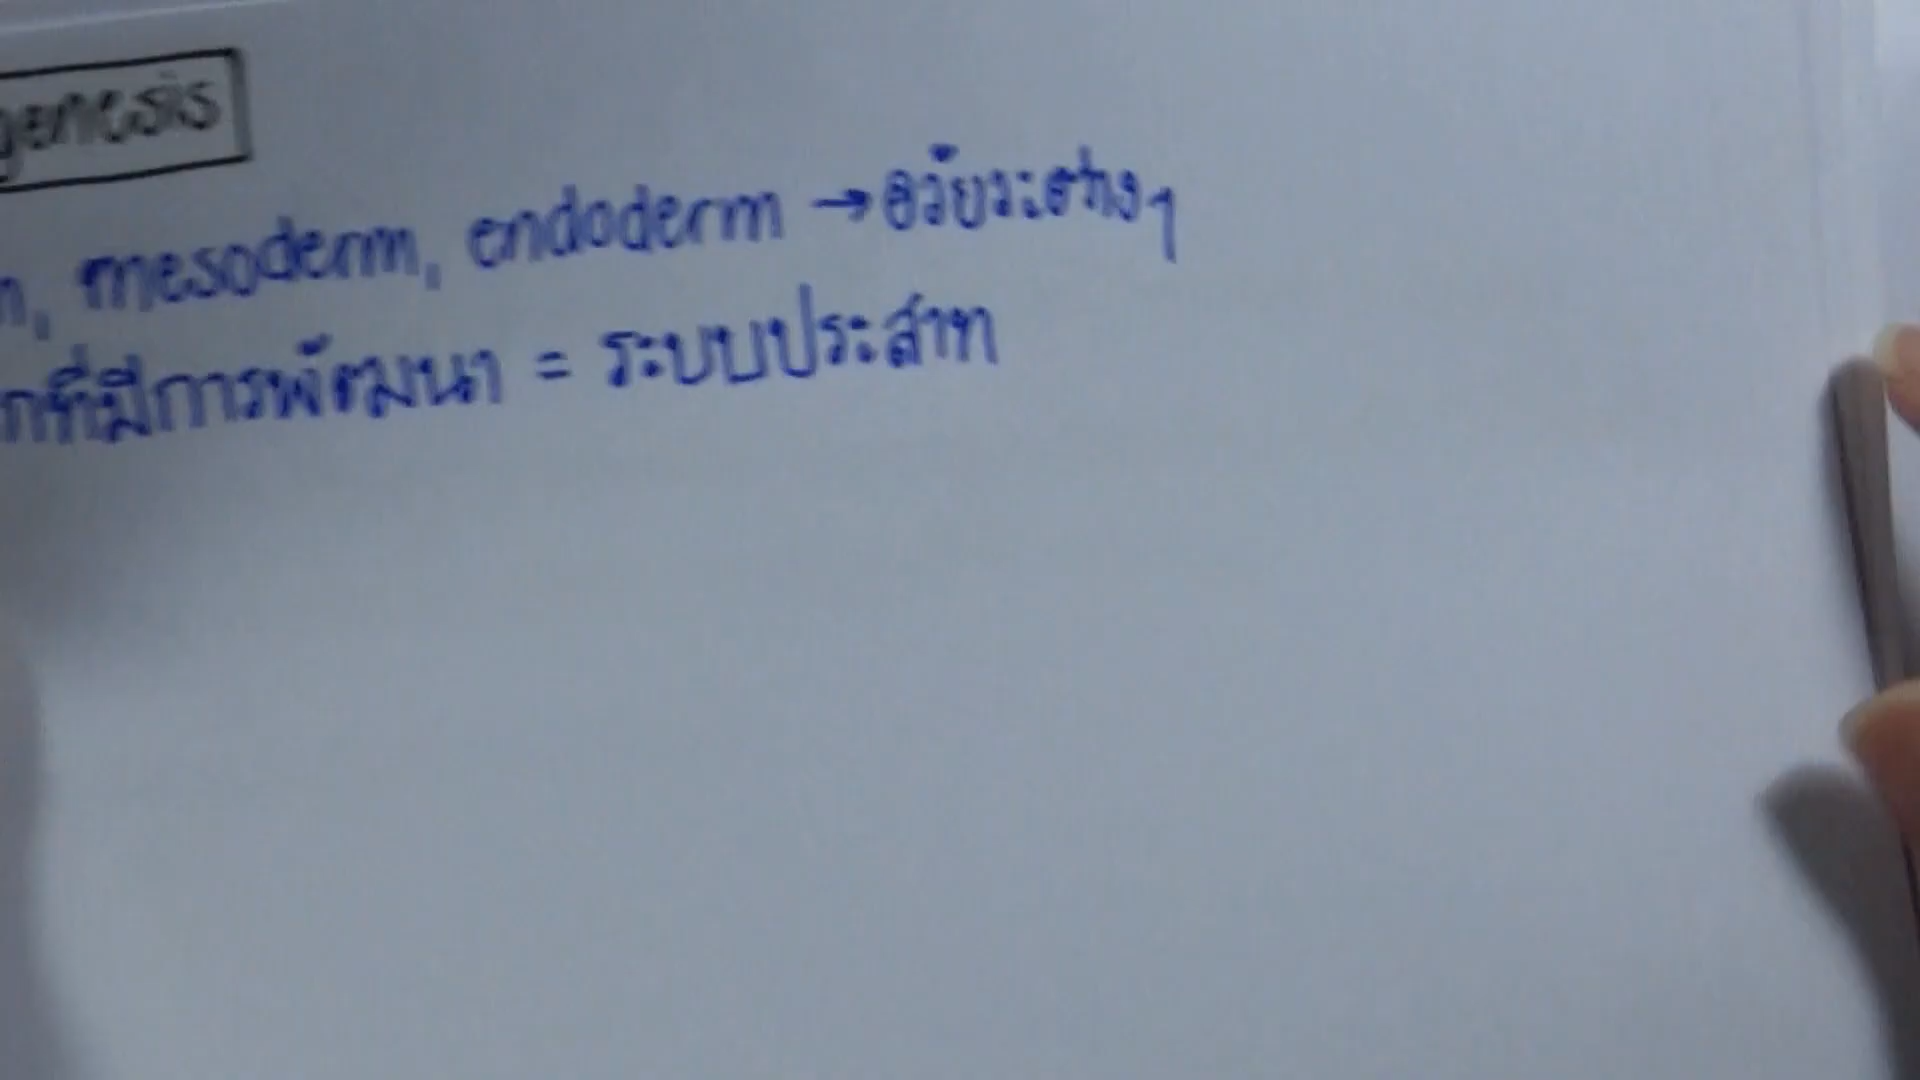 genesis
m, mesoderm, endoderm → อวัยวะต่างๆ
กที่มีการพัฒนา = ระบบประสาท